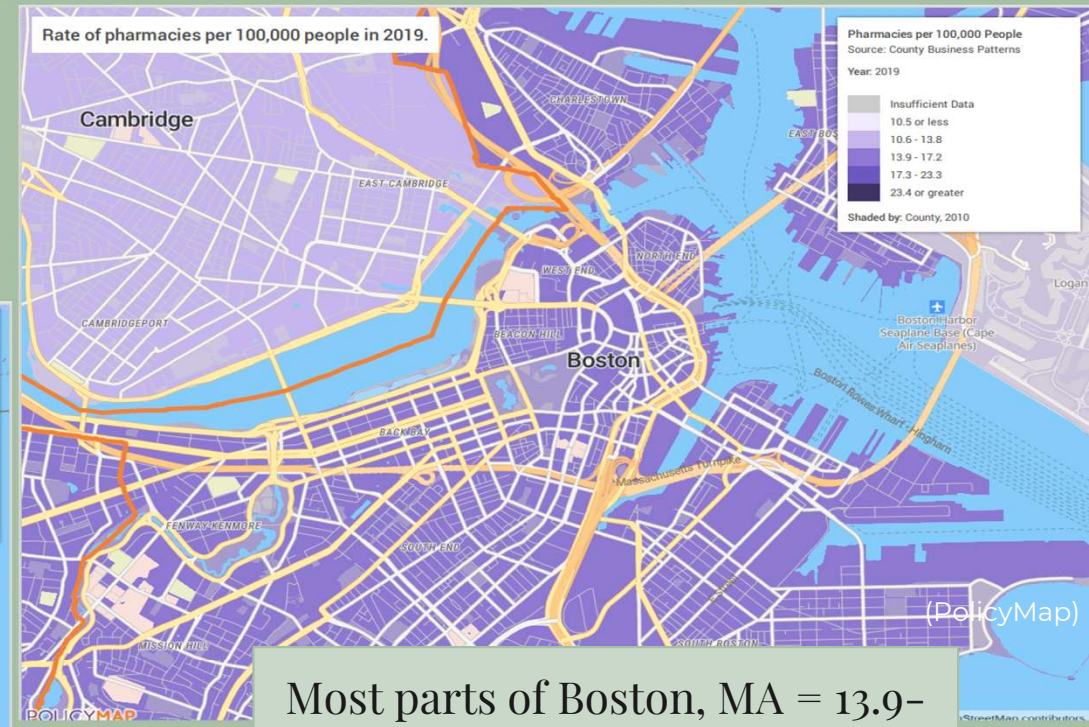 Rate of pharmacies per 100,000 people in 2019.
Pharmacies per 100,000 People
Source: County Business Patterns
Year: 2019
Insufficient Data
10.5 or less
10.6 - 13.8
13.9 - 17.2
17.3 - 23.3
23.4 or greater
Shaded by: County, 2010
Cambridge
CHARLESTOWN
EAST BOS
EAST CAMBRIDGE
NORTH END
WEST END
Logan
CAMBRIDGEPORT
BEACON HILL
Boston Harbor
Seaplane Base (Cape
Air Seaplanes)
Boston
Boston Rowes Wharf - Hingham
BACK BAY
Massachusetts Turnpike
FENWAY-KENMORE
SOUTH END
(PolicyMap)
MISSION HILL
SOUTH BOSTON
POLICYMAP
StreetMap contributors
Most parts of Boston, MA = 13.9-